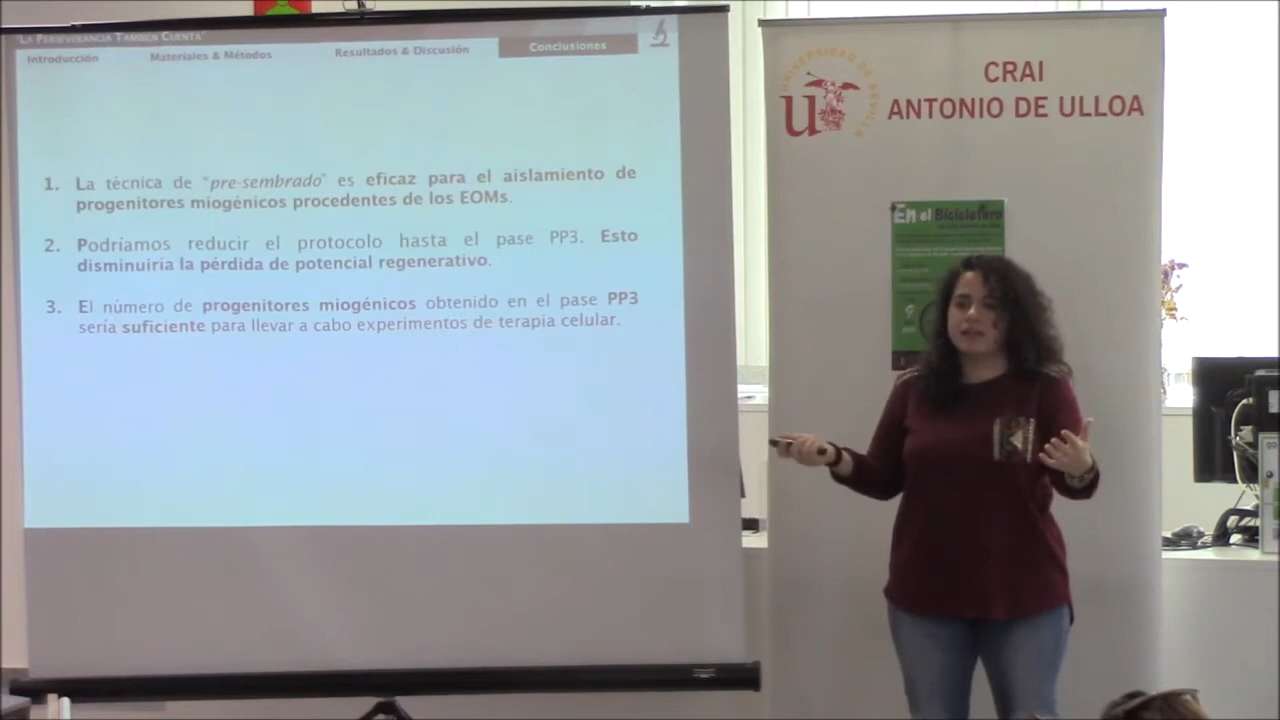 "LA PERSEVERANCIA TAMBIÉN CUENTA"
Introducción
Materiales & Métodos
Resultados & Discusión
Conclusiones
1. La técnica de "pre-sembrado" es eficaz para el aislamiento de
progenitores miogénicos procedentes de los EOMs.
2. Podríamos reducir el protocolo hasta el pase PP3. Esto
disminuiría la pérdida de potencial regenerativo.
3. El número de progenitores miogénicos obtenido en el pase PP3
sería suficiente para llevar a cabo experimentos de terapia celular.
UNIVERSIDAD DE SEVILLA
CRAI
ANTONIO DE ULLOA
En el Bicicletero